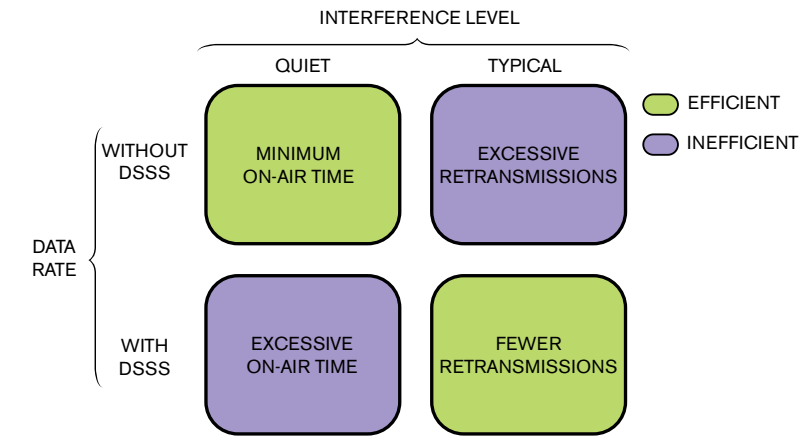 INTERFERENCE LEVEL
QUIET
TYPICAL
EFFICIENT
INEFFICIENT
DATA
RATE
WITHOUT
DSSS
MINIMUM
ON-AIR TIME
EXCESSIVE
RETRANSMISSIONS
WITH
DSSS
EXCESSIVE
ON-AIR TIME
FEWER
RETRANSMISSIONS